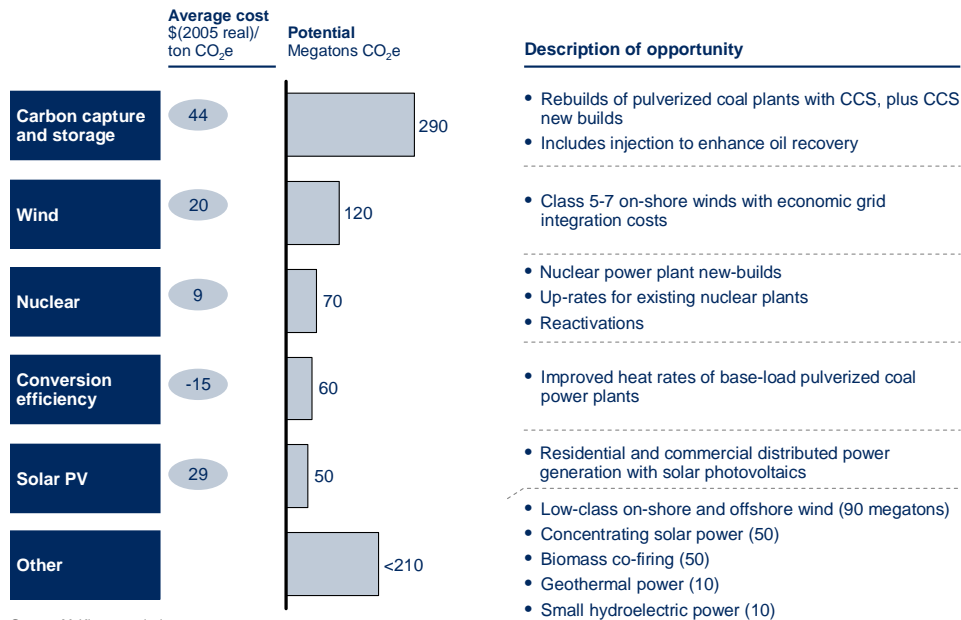 Average cost
$(2005 real)/
ton CO₂e
Potential
Megatons CO₂e
Description of opportunity
Carbon capture
and storage
44
290
• Rebuilds of pulverized coal plants with CCS, plus CCS
new builds
• Includes injection to enhance oil recovery
Wind
20
120
• Class 5-7 on-shore winds with economic grid
integration costs
Nuclear
9
70
• Nuclear power plant new-builds
• Up-rates for existing nuclear plants
• Reactivations
Conversion
efficiency
-15
60
• Improved heat rates of base-load pulverized coal
power plants
Solar PV
29
50
• Residential and commercial distributed power
generation with solar photovoltaics
Other
<210
• Low-class on-shore and offshore wind (90 megatons)
• Concentrating solar power (50)
• Biomass co-firing (50)
• Geothermal power (10)
• Small hydroelectric power (10)